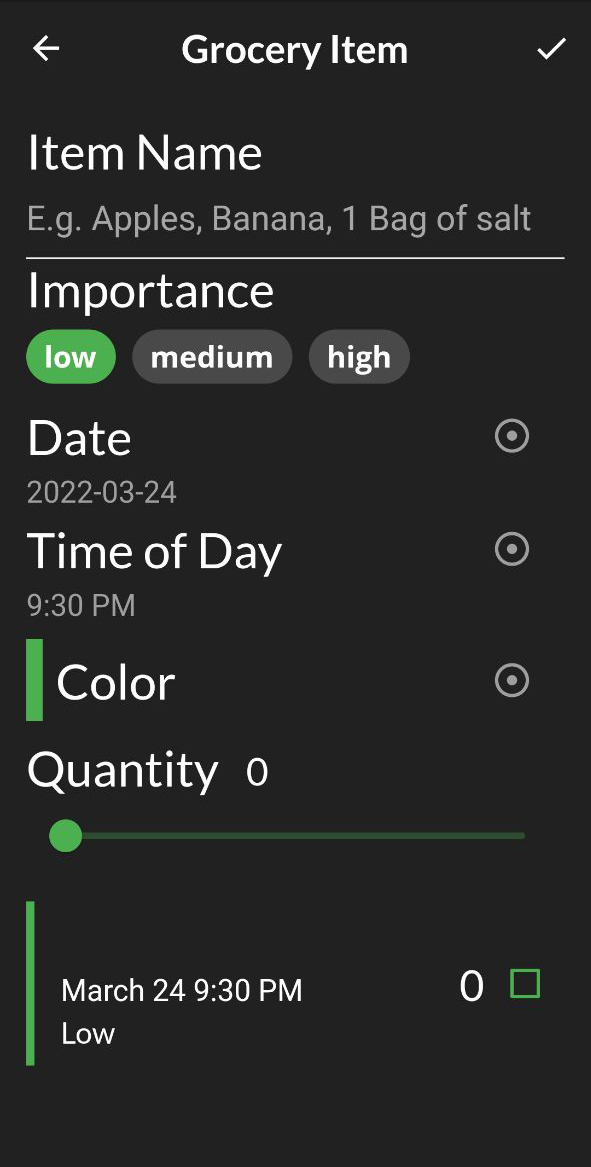 Grocery Item
Item Name
E.g. Apples, Banana, 1 Bag of salt
Importance
low medium high
Date
2022-03-24
Time of Day
9:30 PM
Color
Quantity 0
March 24 9:30 PM 0
Low